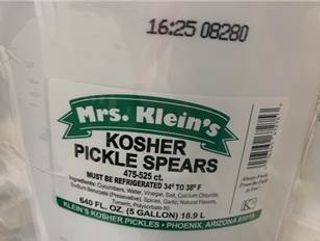 16:25 08280
Mrs. Klein's
KOSHER
PICKLE SPEARS
475-525 ct.
MUST BE REFRIGERATED 34° TO 38° F
Ingredients: Cucumbers, Water, Vinegar, Salt, Calcium Chloride,
Sodium Benzoate (Preservative), Spices, Garlic, Natural Flavors,
Turmeric, Polysorbate 80.
640 FL. OZ. (5 GALLON) 18.9 L
KLEIN'S KOSHER PICKLES • PHOENIX, ARIZONA
K